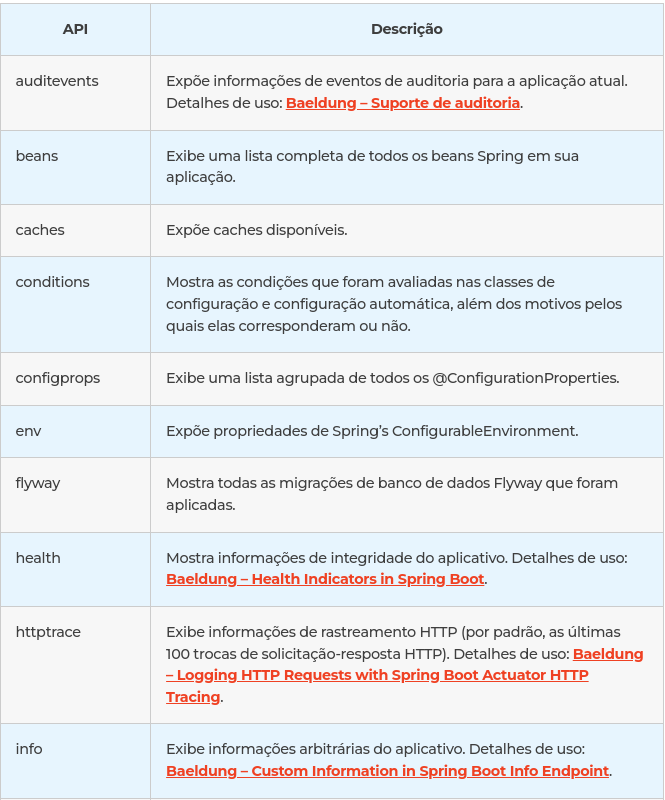 API
Descrição
auditevents
Expõe informações de eventos de auditoria para a aplicação atual.
Detalhes de uso: Baeldung – Suporte de auditoria.
beans
Exibe uma lista completa de todos os beans Spring em sua
aplicação.
caches
Expõe caches disponíveis.
conditions
Mostra as condições que foram avaliadas nas classes de
configuração e configuração automática, além dos motivos pelos
quais elas corresponderam ou não.
configprops
Exibe uma lista agrupada de todos os @ConfigurationProperties.
env
Expõe propriedades de Spring’s ConfigurableEnvironment.
flyway
Mostra todas as migrações de banco de dados Flyway que foram
aplicadas.
health
Mostra informações de integridade do aplicativo. Detalhes de uso:
Baeldung – Health Indicators in Spring Boot.
httptrace
Exibe informações de rastreamento HTTP (por padrão, as últimas
100 trocas de solicitação-resposta HTTP). Detalhes de uso: Baeldung
– Logging HTTP Requests with Spring Boot Actuator HTTP
Tracing.
info
Exibe informações arbitrárias do aplicativo. Detalhes de uso:
Baeldung – Custom Information in Spring Boot Info Endpoint.